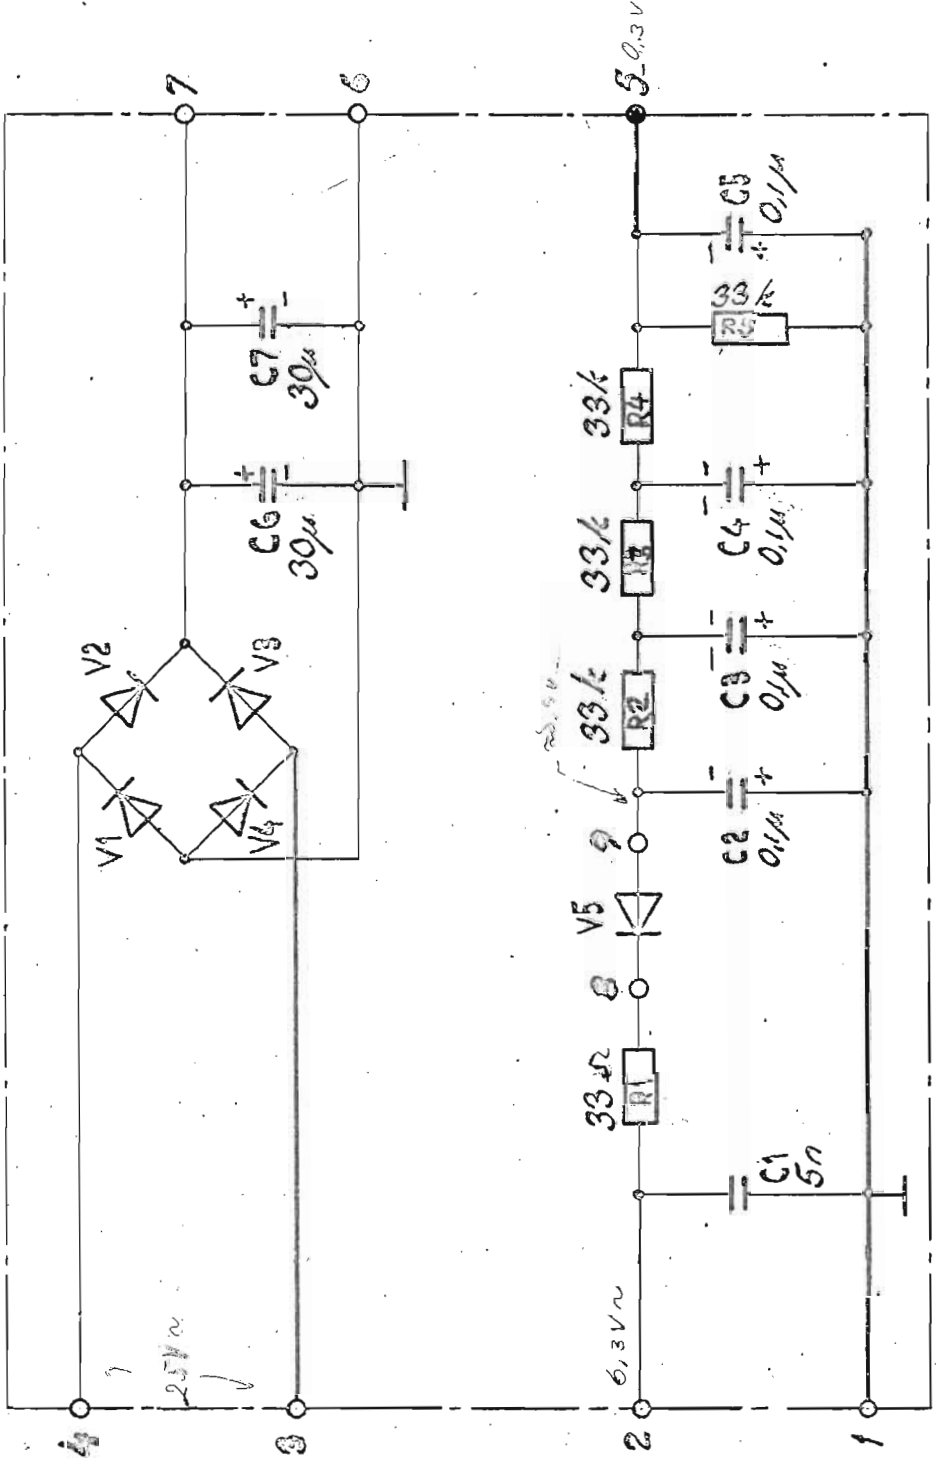 7
6
5
-0,3V
C7
30µ
C6
30µ
V2
V3
V1
V4
C5
0,1µ
33k
R5
33k
R4
C4
0,1µ
33k
R3
C3
0,1µ
33k
R2
C2
0,1µ
9
V5
8
33Ω
R1
C1
5n
25V~
6,3V~
4
3
2
1
+
-
+
-
-
+
-
+
-
+
-
+